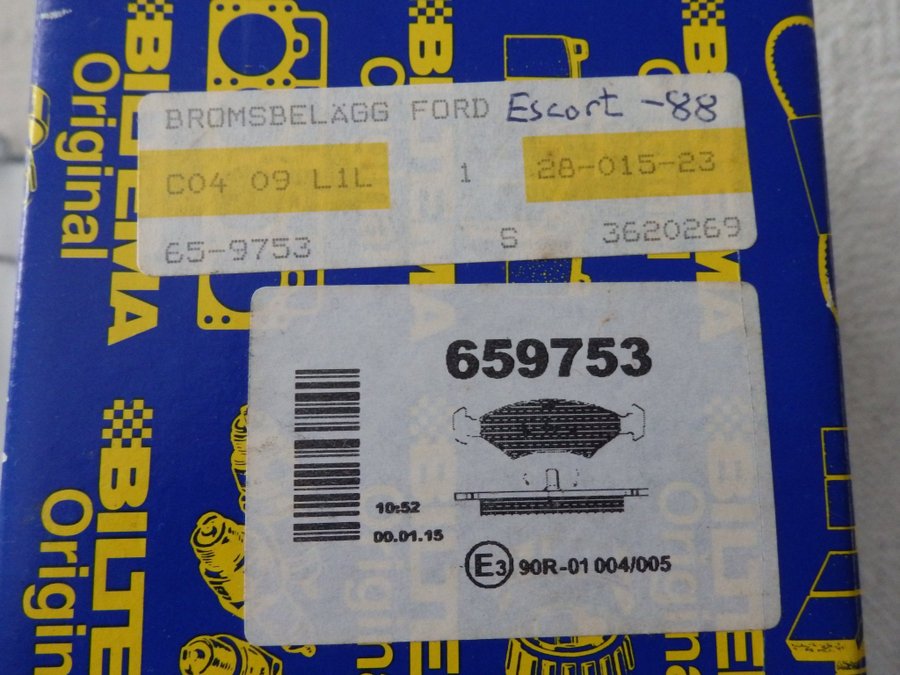 BROMSBELÄGG FORD Escort -88
C04 09 L1L 1 28-015-23
65-9753 S 3620269
659753
10:52
00.01.15
E3 90R-01 004/005
BILTEMA
Original
BILTEMA
Original